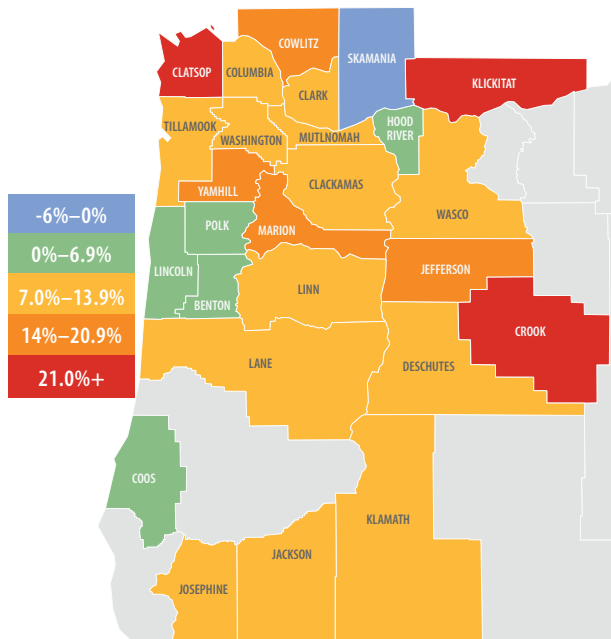 COWLITZ
SKAMANIA
CLATSOP
COLUMBIA
KLICKITAT
CLARK
TILLAMOOK
HOOD
RIVER
WASHINGTON
MUTLNOMAH
YAMHILL
CLACKAMAS
-6%–0%
POLK
WASCO
MARION
0%–6.9%
LINCOLN
JEFFERSON
7.0%–13.9%
BENTON
LINN
14%–20.9%
CROOK
LANE
DESCHUTES
21.0%+
COOS
KLAMATH
JACKSON
JOSEPHINE